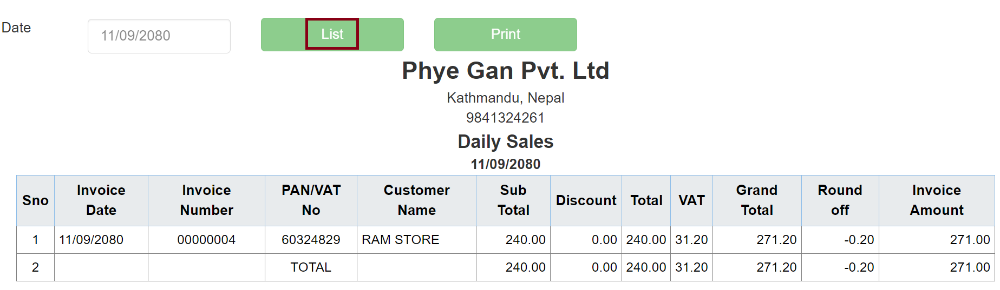 Date 11/09/2080 List Print
Phye Gan Pvt. Ltd
Kathmandu, Nepal
9841324261
Daily Sales
11/09/2080
Sno Invoice Date Invoice Number PAN/VAT No Customer Name Sub Total Discount Total VAT Grand Total Round off Invoice Amount
1 11/09/2080 00000004 60324829 RAM STORE 240.00 0.00 240.00 31.20 271.20 -0.20 271.00
2 TOTAL 240.00 0.00 240.00 31.20 271.20 -0.20 271.00